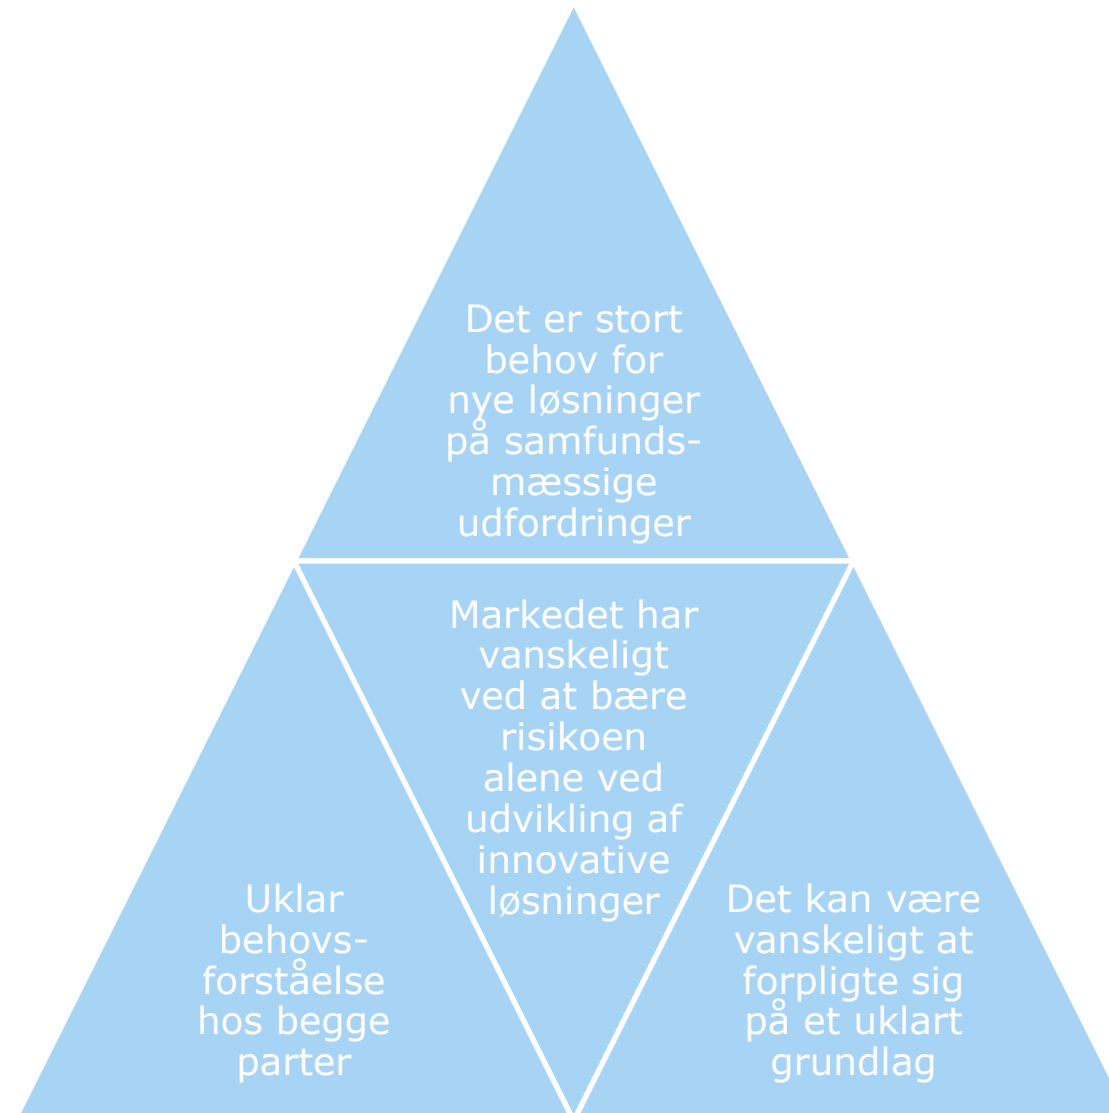 Det er stort
behov for
nye løsninger
på samfunds-
mæssige
udfordringer
Markedet har
vanskeligt
ved at bære
risikoen
alene ved
udvikling af
innovative
løsninger
Uklar
behovs-
forståelse
hos begge
parter
Det kan være
vanskeligt at
forpligte sig
på et uklart
grundlag